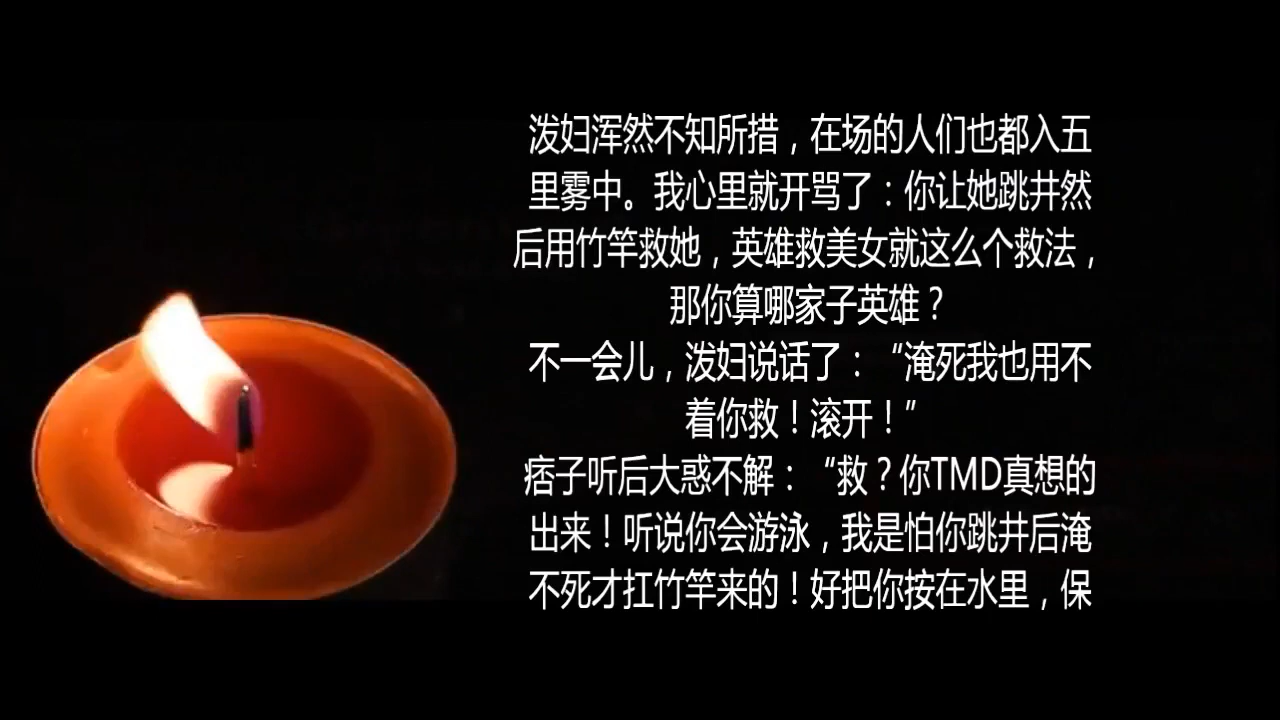 泼妇浑然不知所措，在场的人们也都入五
里雾中。我心里就开骂了：你让她跳井然
后用竹竿救她，英雄救美女就这么个救法，
那你算哪家子英雄？
不一会儿，泼妇说话了：“淹死我也用不
着你救！滚开！”
痞子听后大惑不解：“救？你TMD真想的
出来！听说你会游泳，我是怕你跳井后淹
不死才扛竹竿来的！好把你按在水里，保